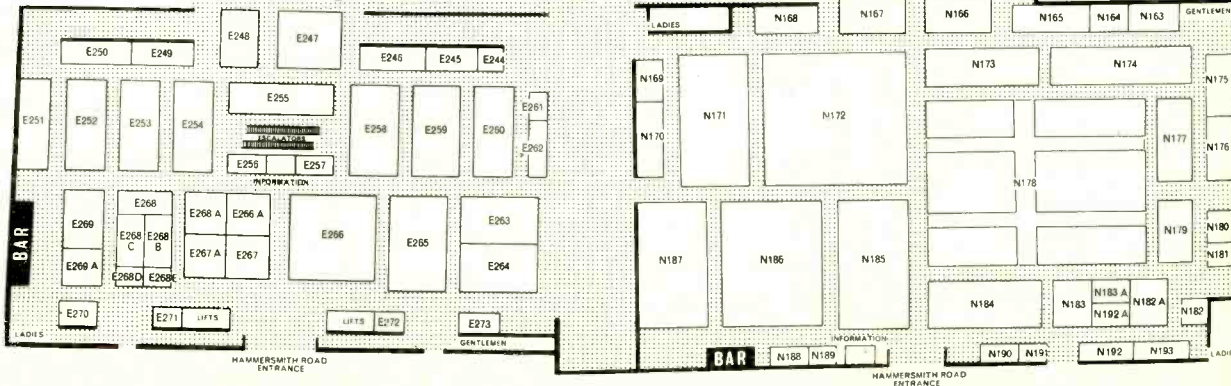 LADIES
N168
N167
N166
N165
N164
N163
GENTLEMEN
E250
E249
E248
E247
E246
E245
E244
N169
N170
N171
N172
N173
N174
N175
N176
E251
E252
E253
E254
E255
ESCALATORS
E256
E257
INFORMATION
E258
E259
E260
E261
E262
N177
N178
N179
N180
N181
BAR
E269
E269 A
E268
E268 C
E268 B
E268D
E268E
E268 A
E266 A
E267 A
E267
E266
E265
E263
E264
N187
N186
N185
N184
N183
N183 A
N192 A
N182 A
N182
E270
E271
LIFTS
LIFTS
E272
E273
LADIES
GENTLEMEN
HAMMERSMITH ROAD
ENTRANCE
BAR
N188
N189
INFORMATION
N190
N191
N192
N193
LADI
HAMMERSMITH ROAD
ENTRANCE